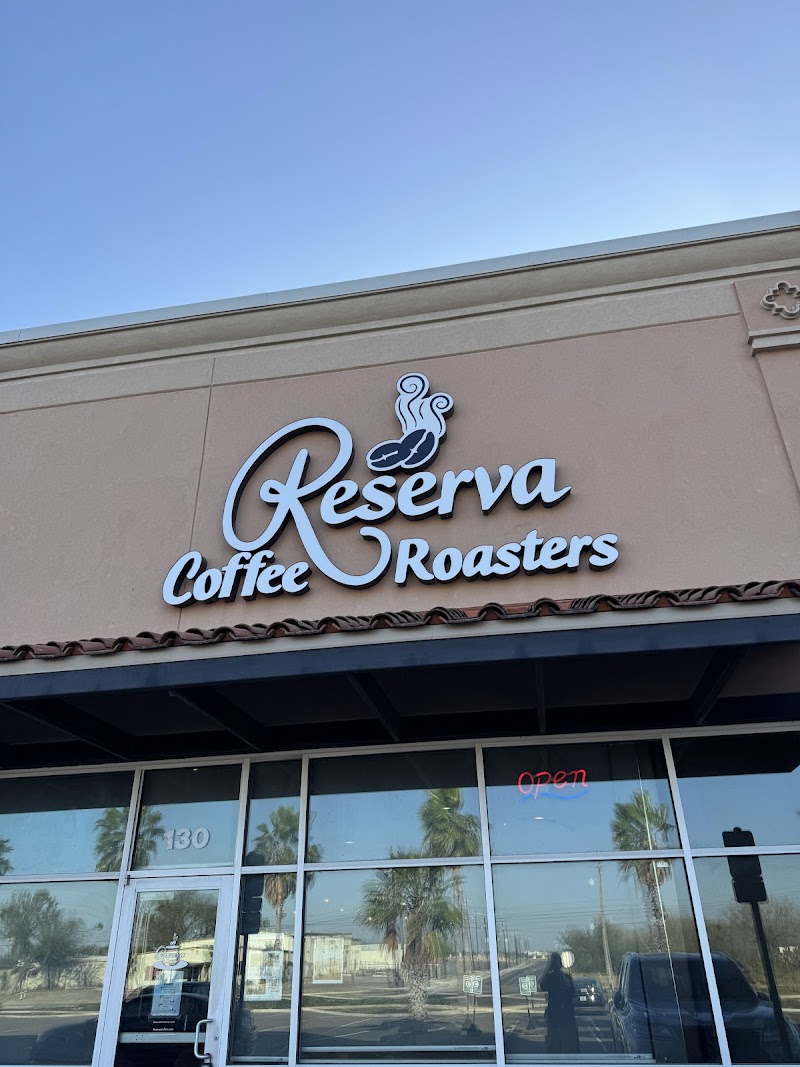 Reserva
Coffee Roasters
Open
130